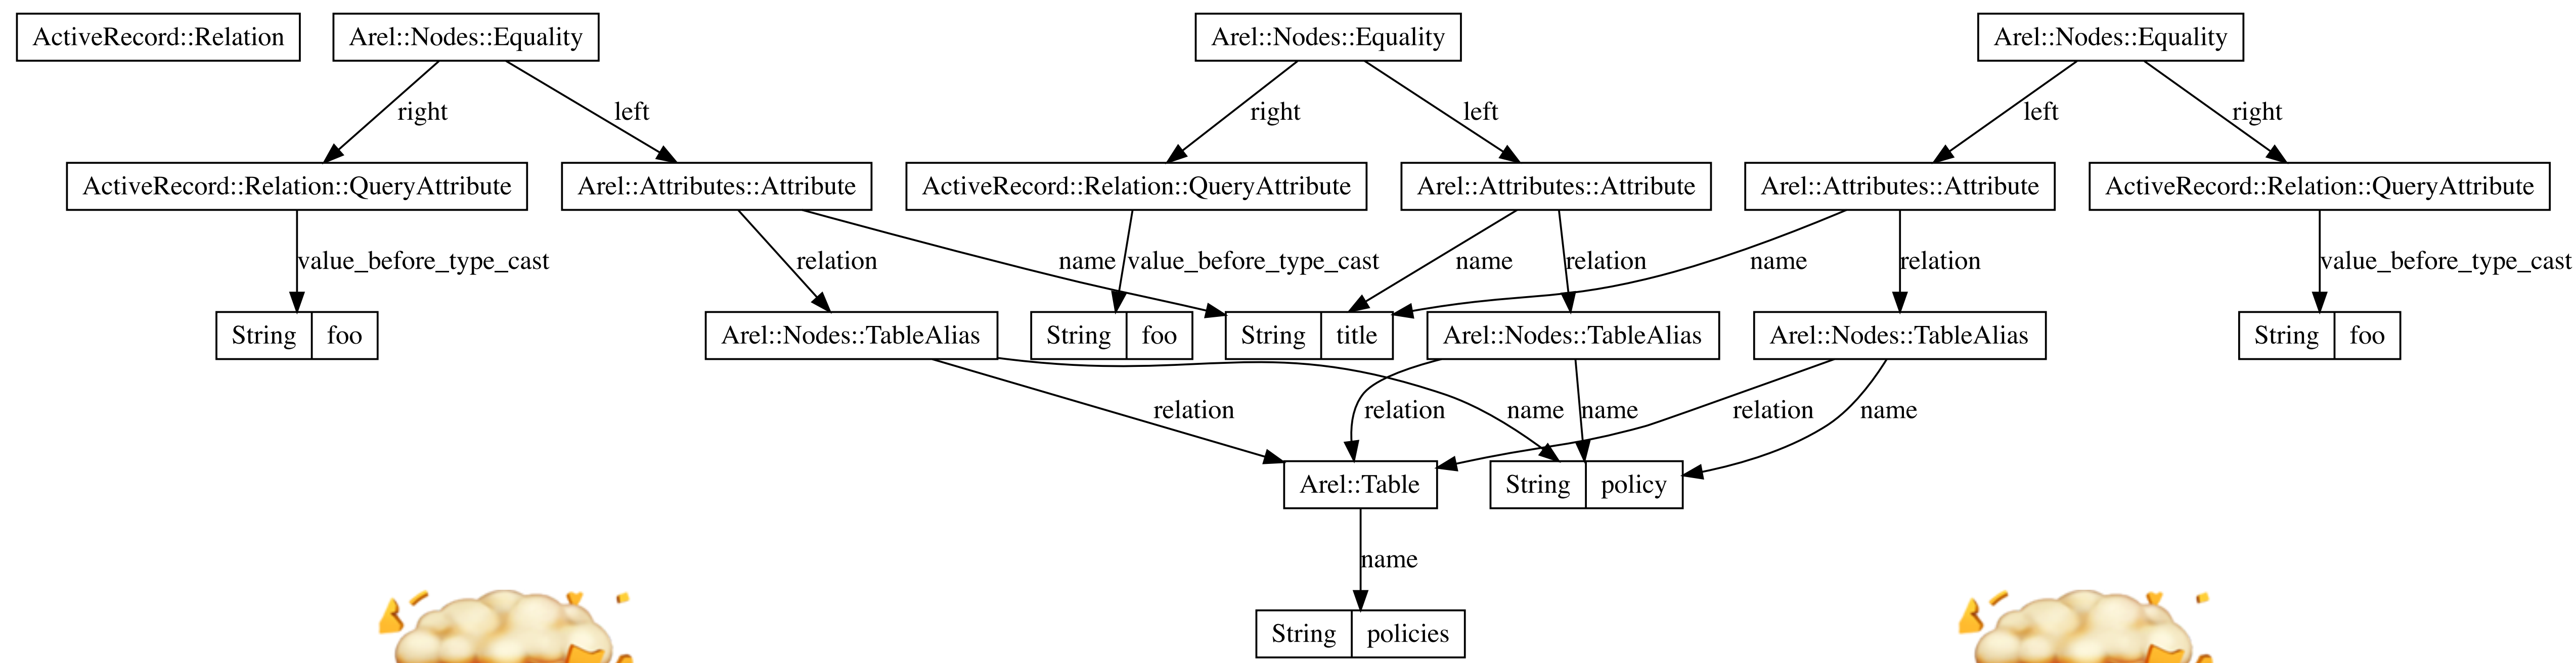 ActiveRecord::Relation
Arel::Nodes::Equality
Arel::Nodes::Equality
Arel::Nodes::Equality
right
left
right
left
left
right
ActiveRecord::Relation::QueryAttribute
Arel::Attributes::Attribute
ActiveRecord::Relation::QueryAttribute
Arel::Attributes::Attribute
Arel::Attributes::Attribute
ActiveRecord::Relation::QueryAttribute
value_before_type_cast
relation
name
value_before_type_cast
name
relation
name
relation
value_before_type_cast
String foo
Arel::Nodes::TableAlias
String foo
String title
Arel::Nodes::TableAlias
Arel::Nodes::TableAlias
String foo
relation
relation
name
name
relation
name
Arel::Table
String policy
name
String policies